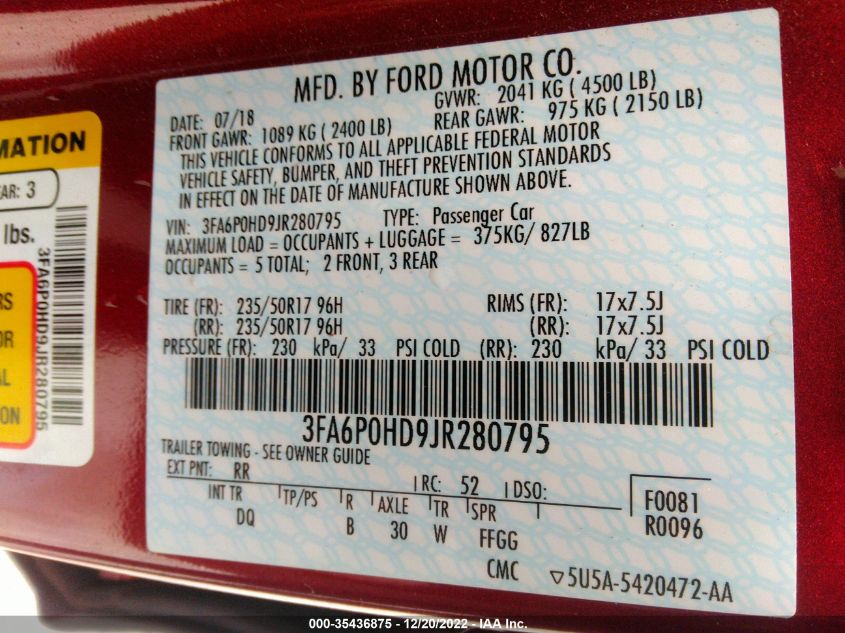 MFD. BY FORD MOTOR CO.
DATE: 07/18 GVWR: 2041 KG ( 4500 LB)
FRONT GAWR: 1089 KG ( 2400 LB) REAR GAWR: 975 KG ( 2150 LB)
THIS VEHICLE CONFORMS TO ALL APPLICABLE FEDERAL MOTOR
VEHICLE SAFETY, BUMPER, AND THEFT PREVENTION STANDARDS
IN EFFECT ON THE DATE OF MANUFACTURE SHOWN ABOVE.
VIN: 3FA6P0HD9JR280795 TYPE: Passenger Car
MAXIMUM LOAD = OCCUPANTS + LUGGAGE = 375KG/ 827LB
OCCUPANTS = 5 TOTAL; 2 FRONT, 3 REAR
TIRE (FR): 235/50R17 96H RIMS (FR): 17x7.5J
(RR): 235/50R17 96H (RR): 17x7.5J
PRESSURE (FR): 230 kPa/ 33 PSI COLD (RR): 230 kPa/ 33 PSI COLD
3FA6P0HD9JR280795
TRAILER TOWING - SEE OWNER GUIDE
EXT PNT: RR RC: 52 DSO:
INT TR TP/PS R AXLE TR SPR
DQ B 30 W FFGG
F0081
R0096
CMC ▽5U5A-5420472-AA
MATION
AR: 3
lbs.
3FA6P0HD9JR280795
RS
OR
AL
ION
000-35436875 - 12/20/2022 - IAAI.com